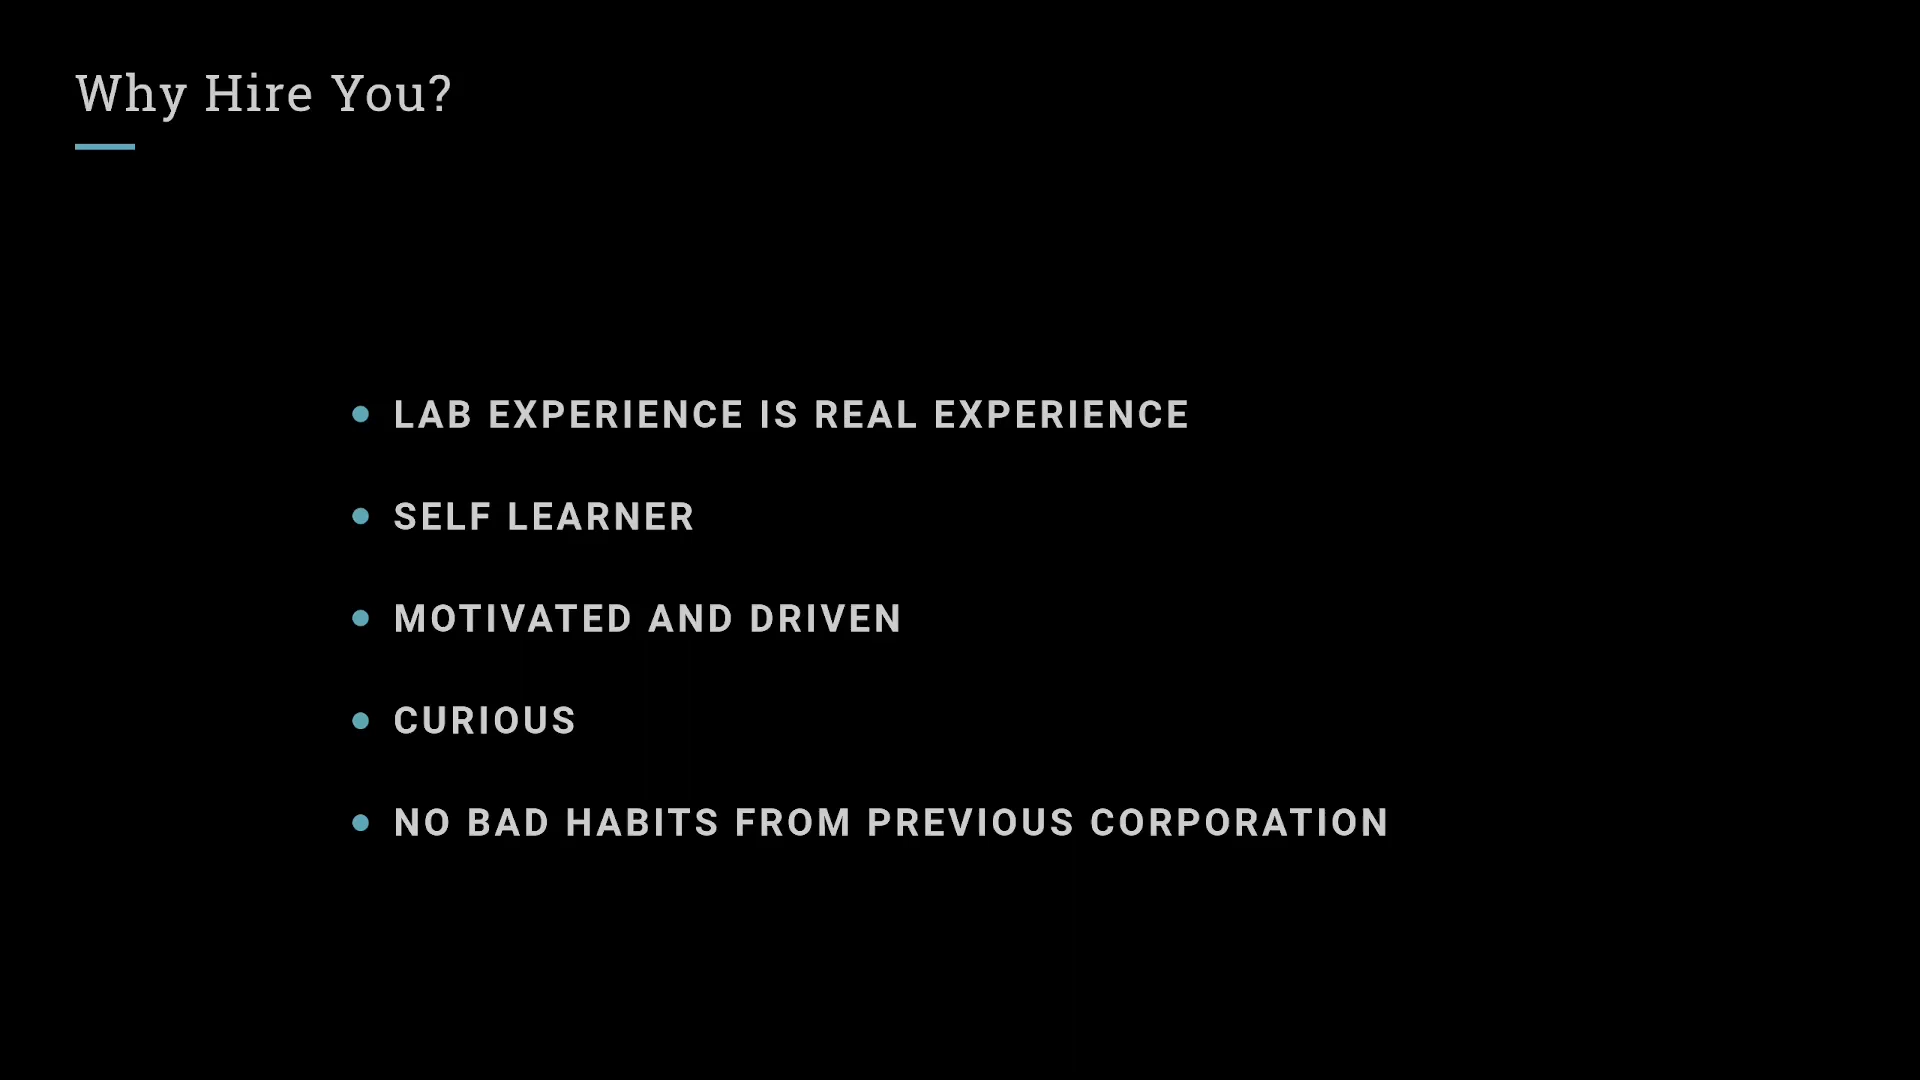 Why Hire You?
LAB EXPERIENCE IS REAL EXPERIENCE
SELF LEARNER
MOTIVATED AND DRIVEN
CURIOUS
NO BAD HABITS FROM PREVIOUS CORPORATION